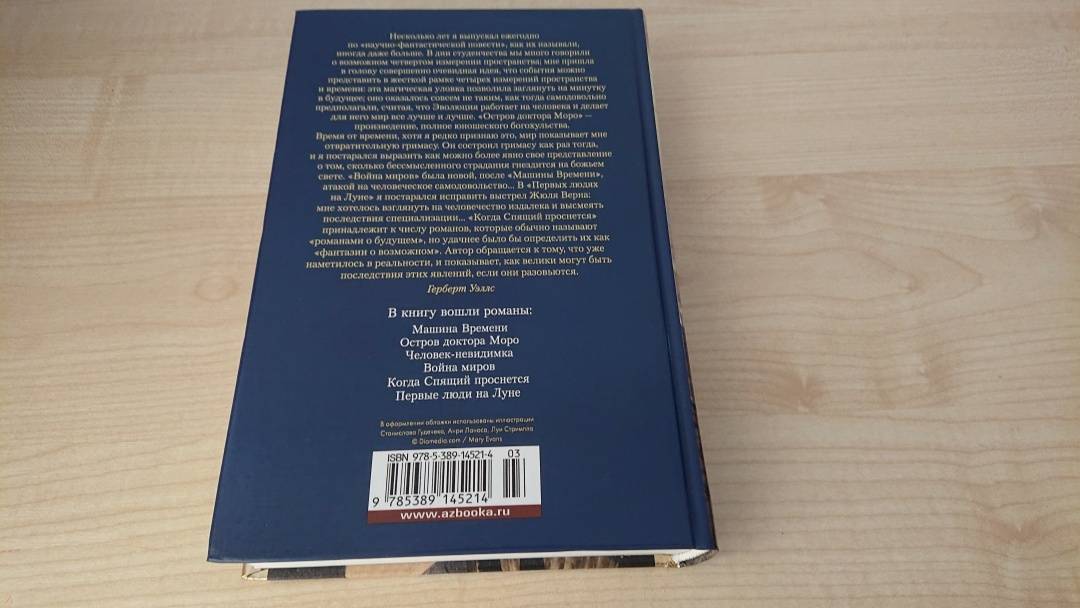 Несколько лет я выпускал ежегодно
по «научно-фантастической повести», как их называли,
иногда даже больше. В дни студенчества мы много говорили
о возможном четвертом измерении пространства; мне пришла
в голову совершенно очевидная идея, что события можно
представить в жесткой рамке четырех измерений пространства
и времени: эта магическая уловка позволила заглянуть на минутку
в будущее; оно оказалось совсем не таким, как тогда самодовольно
предполагали, считая, что Эволюция работает на человека и делает
для него мир все лучше и лучше. «Остров доктора Моро» —
произведение, полное юношеского богохульства.
Время от времени, хотя я редко признаю это, мир показывает мне
отвратительную гримасу. Он состроил гримасу как раз тогда,
и я постарался выразить как можно более явно свое представление
о том, сколько бессмысленного страдания гнездится на божьем
свете. «Война миров» была новой, после «Машины Времени»,
атакой на человеческое самодовольство... В «Первых людях
на Луне» я постарался исправить выстрел Жюля Верна:
мне хотелось взглянуть на человечество издалека и высмеять
последствия специализации... «Когда Спящий проснется»
принадлежит к числу романов, которые обычно называют
«романами о будущем», но удачнее было бы определить их как
«фантазии о возможном». Автор обращается к тому, что уже
наметилось в реальности, и показывает, как велики могут быть
последствия этих явлений, если они разовьются.
Герберт Уэллс
В книгу вошли романы:
Машина Времени
Остров доктора Моро
Человек-невидимка
Война миров
Когда Спящий проснется
Первые люди на Луне
В оформлении обложки использованы иллюстрации
Станислава Гудечека, Анри Ланоса, Луи Стримпла
© Diomedia.com / Mary Evans
ISBN 978-5-389-14521-4 03
9 785389 145214
www.azbooka.ru